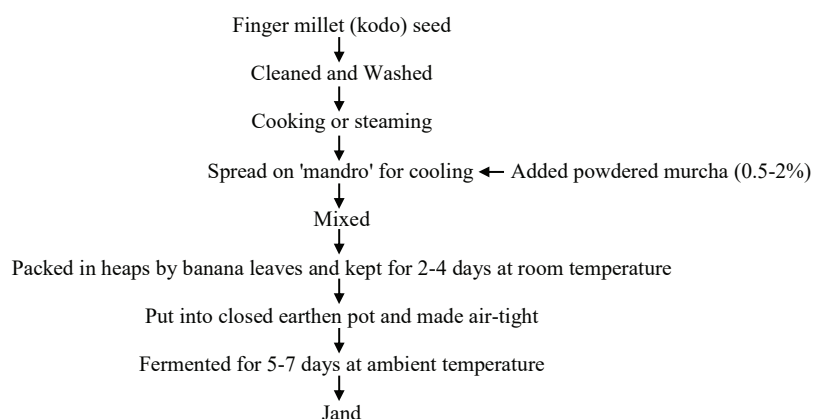 Finger millet (kodo) seed
Cleaned and Washed
Cooking or steaming
Spread on 'mandro' for cooling
Added powdered murcha (0.5-2%)
Mixed
Packed in heaps by banana leaves and kept for 2-4 days at room temperature
Put into closed earthen pot and made air-tight
Fermented for 5-7 days at ambient temperature
Jand